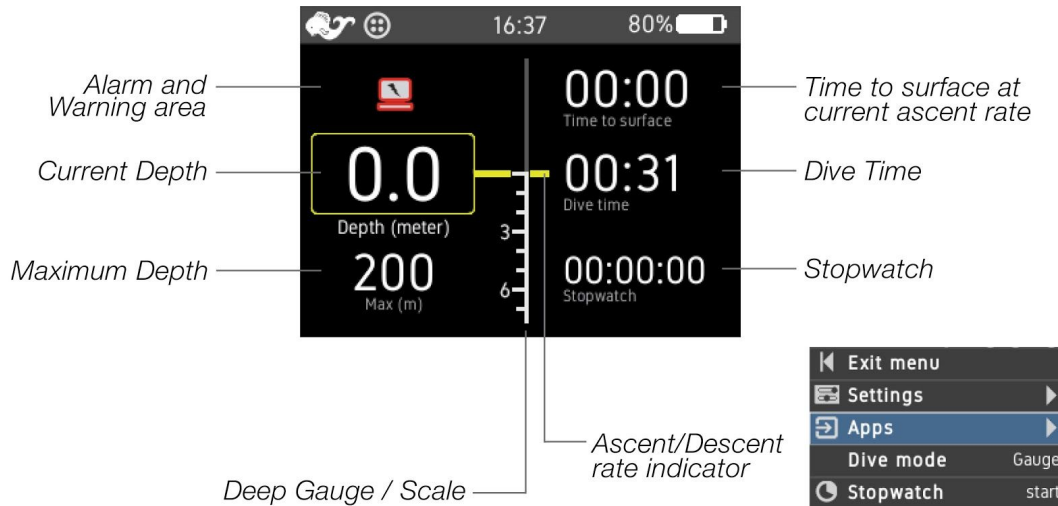 16:37
80%
Alarm and
Warning area
00:00
Time to surface
Time to surface at
current ascent rate
Current Depth
0.0
Depth (meter)
00:31
Dive time
Dive Time
3
Maximum Depth
200
Max (m)
6
00:00:00
Stopwatch
Stopwatch
Ascent/Descent
rate indicator
Deep Gauge / Scale
Exit menu
Settings
Apps
Dive mode Gauge
Stopwatch start